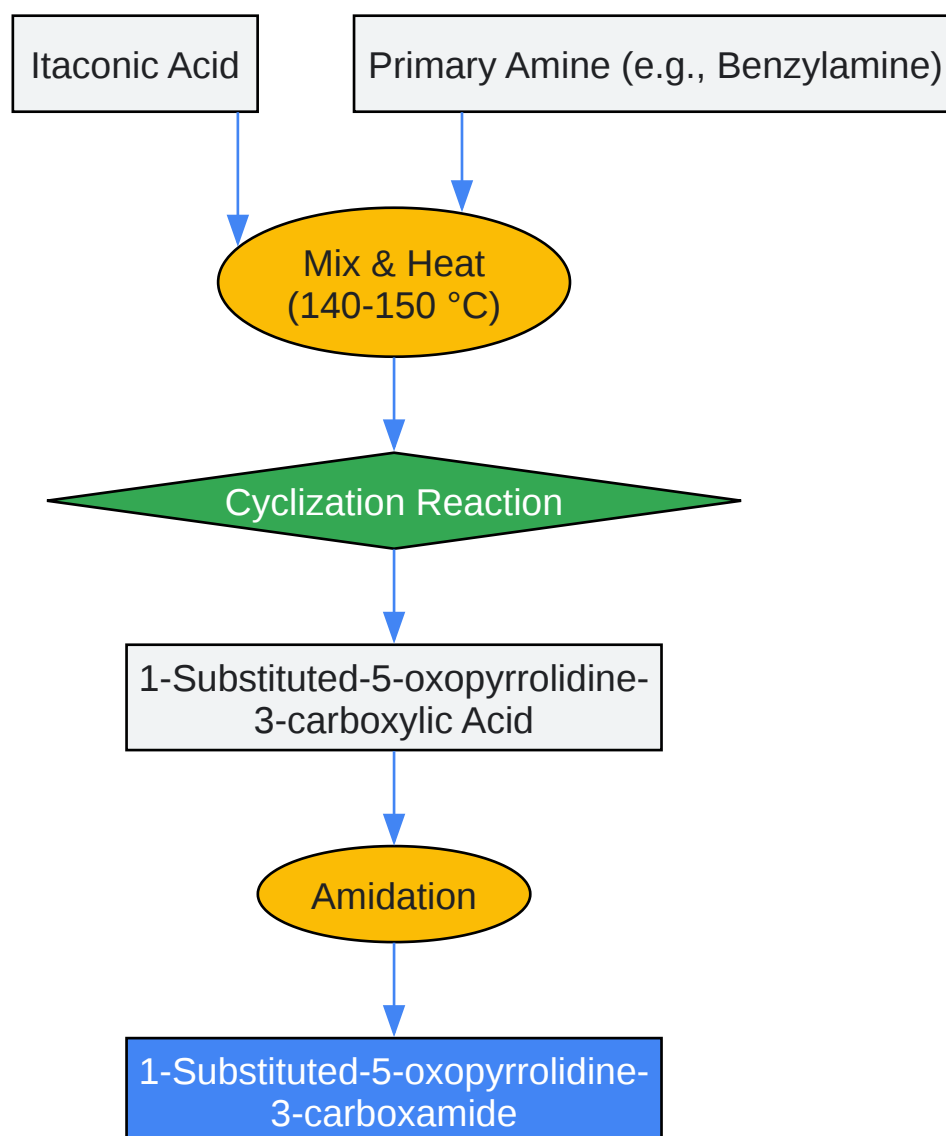 Itaconic Acid
Primary Amine (e.g., Benzylamine)
Mix & Heat
(140-150 °C)
Cyclization Reaction
1-Substituted-5-oxopyrrolidine-
3-carboxylic Acid
Amidation
1-Substituted-5-oxopyrrolidine-
3-carboxamide